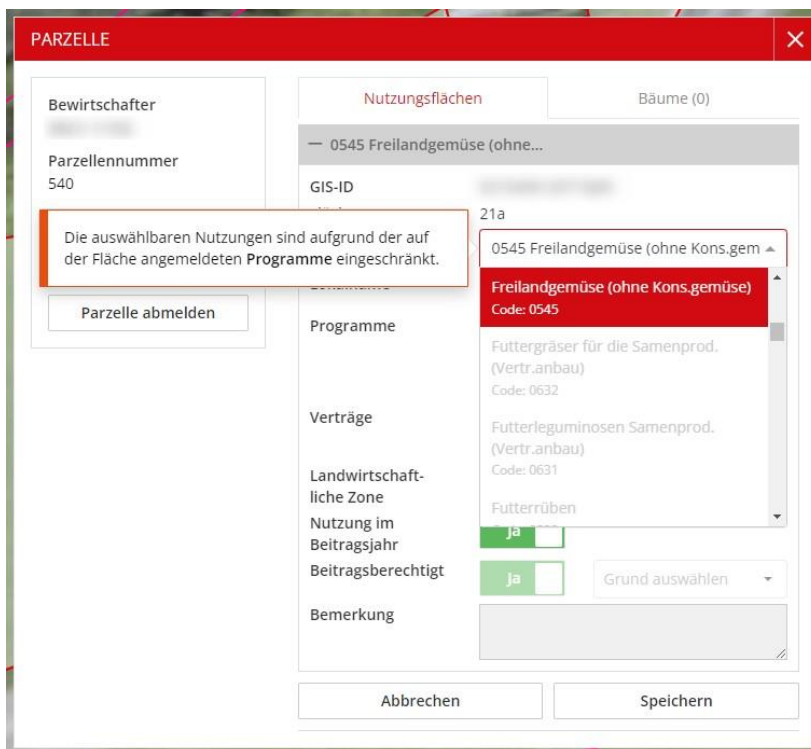 PARZELLE
Bewirtschafter
Parzellennummer
540
Parzelle abmelden
Die auswählbaren Nutzungen sind aufgrund der auf
der Fläche angemeldeten Programme eingeschränkt.
Nutzungsflächen
Bäume (0)
0545 Freilandgemüse (ohne...
GIS-ID
21a
0545 Freilandgemüse (ohne Kons.gem
Freilandgemüse (ohne Kons.gemüse)
Code: 0545
Futtergräser für die Samenprod.
(Vertr.anbau)
Code: 0632
Futterleguminosen Samenprod.
(Vertr.anbau)
Code: 0631
Futterrüben
Programme
Verträge
Landwirtschaft-
liche Zone
Nutzung im
Beitragsjahr
Ja
Beitragsberechtigt
Ja
Grund auswählen
Bemerkung
Abbrechen
Speichern